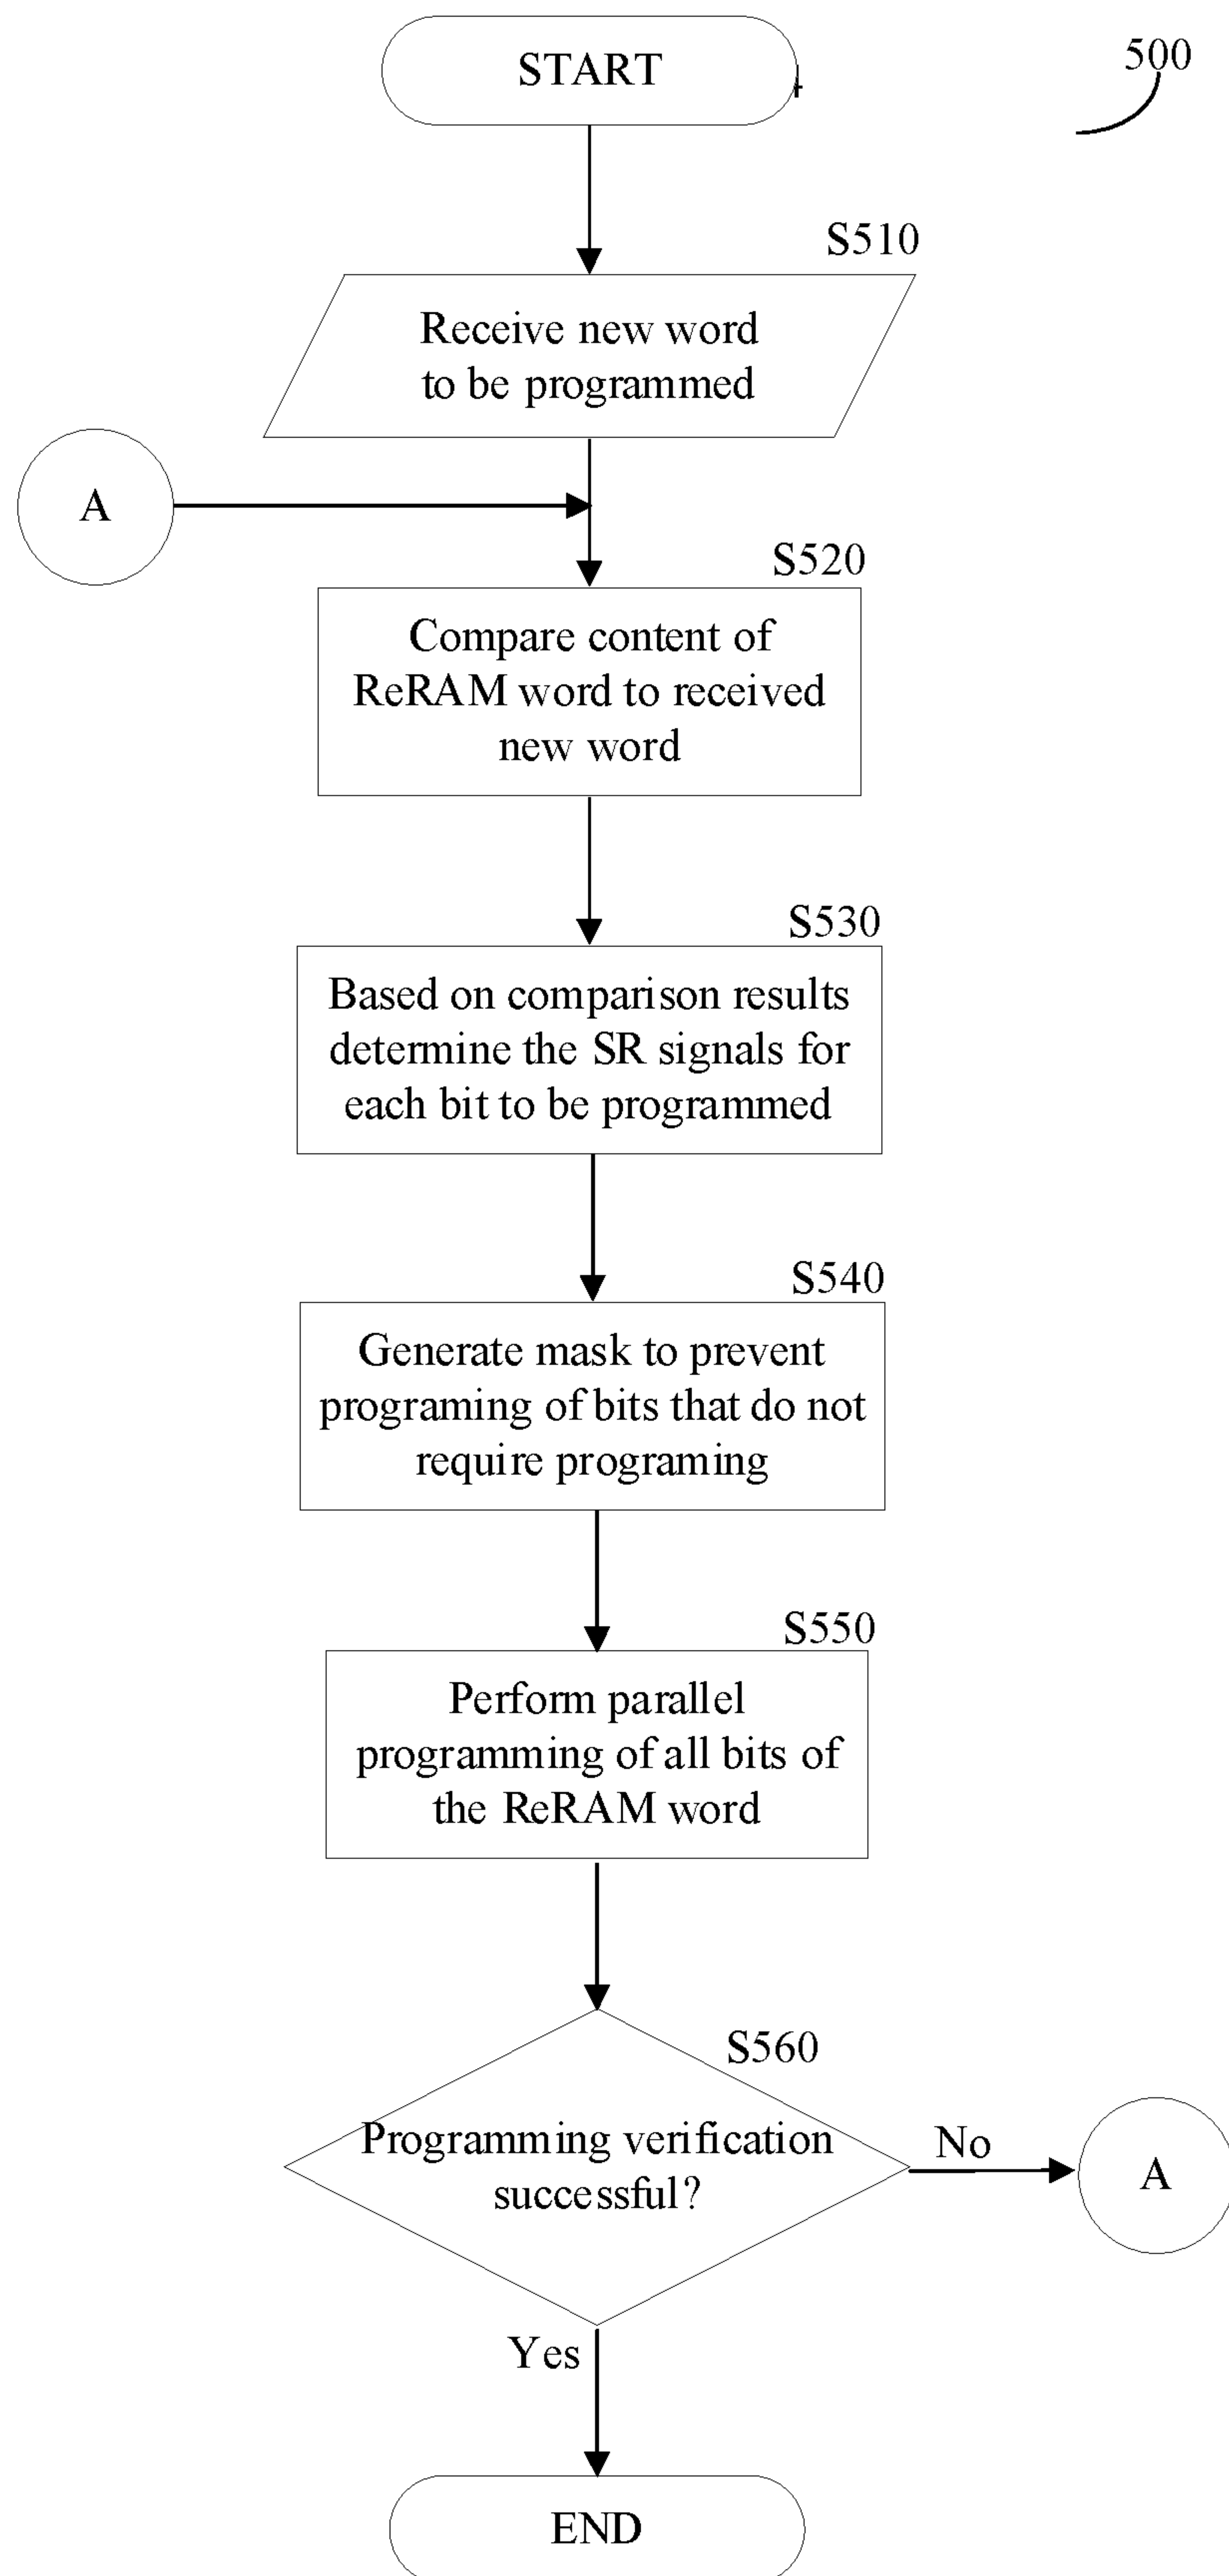 START
500
S510
Receive new word
to be programmed
A
S520
Compare content of
ReRAM word to received
new word
S530
Based on comparison results
determine the SR signals for
each bit to be programmed
S540
Generate mask to prevent
programing of bits that do not
require programing
S550
Perform parallel
programming of all bits of
the ReRAM word
S560
Programming verification
successful?
No
A
Yes
END